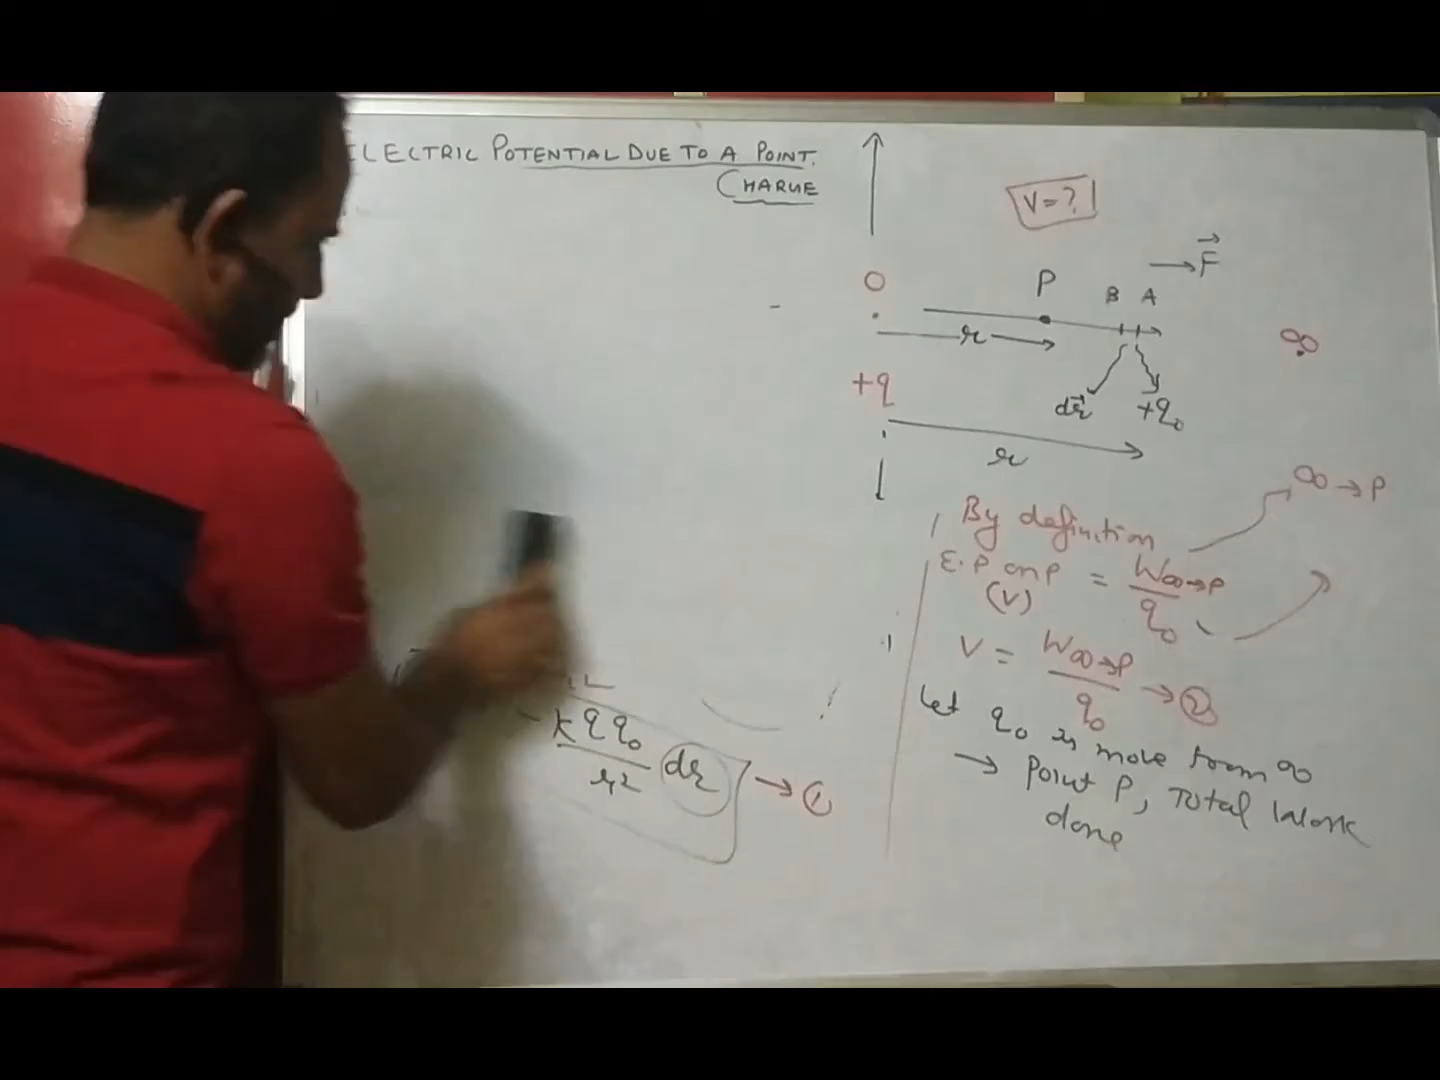 ELECTRIC POTENTIAL DUE TO A POINT.
CHARGE
V = ?
F
O
P
B A
r
∞
+q
dr
+q₀
r
∞ → P
By definition
E.P on P = W∞→P / q₀
(V)
V = W∞→P / q₀ → ②
Let q₀ is move from ∞
→ Point P, Total Work
done
- k q q₀ / r² dr → ①